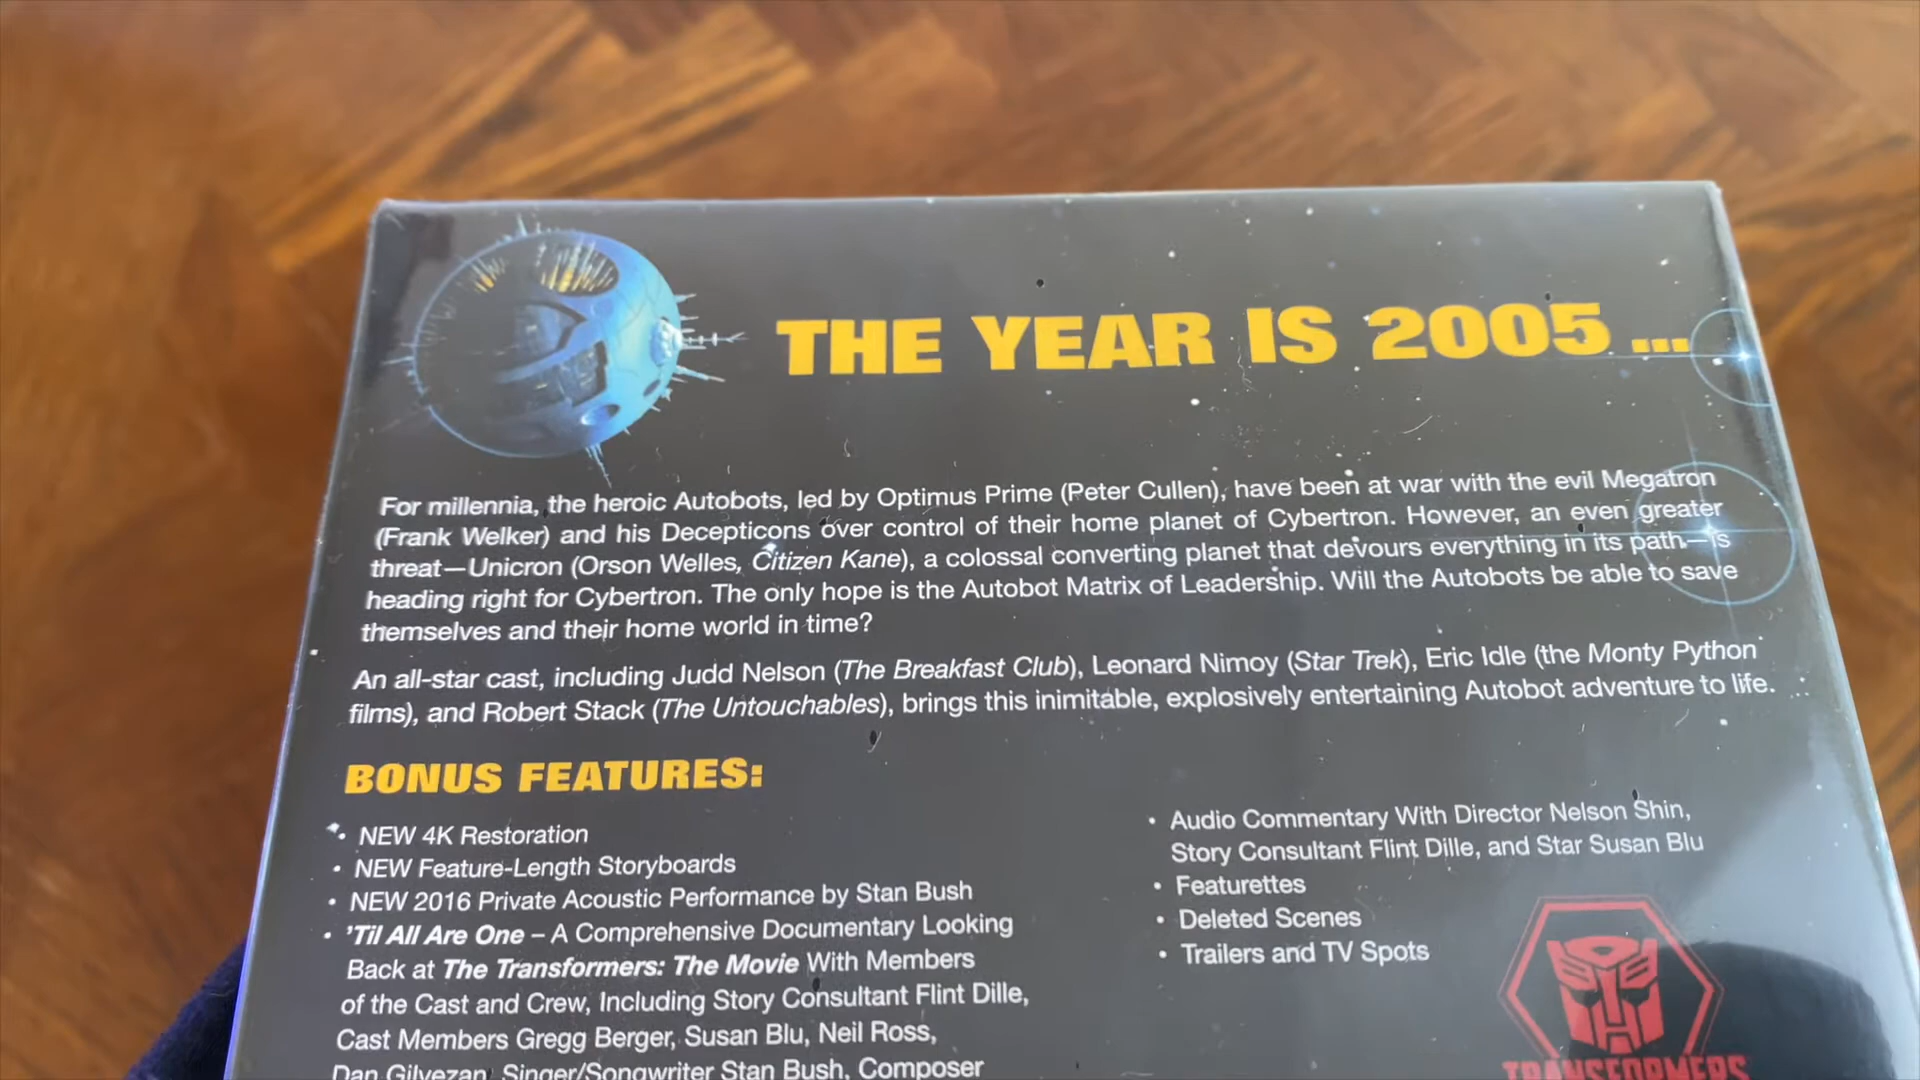 THE YEAR IS 2005 ...
For millennia, the heroic Autobots, led by Optimus Prime (Peter Cullen), have been at war with the evil Megatron
(Frank Welker) and his Decepticons over control of their home planet of Cybertron. However, an even greater
threat—Unicron (Orson Welles, Citizen Kane), a colossal converting planet that devours everything in its path—is
heading right for Cybertron. The only hope is the Autobot Matrix of Leadership. Will the Autobots be able to save
themselves and their home world in time?
An all-star cast, including Judd Nelson (The Breakfast Club), Leonard Nimoy (Star Trek), Eric Idle (the Monty Python
films), and Robert Stack (The Untouchables), brings this inimitable, explosively entertaining Autobot adventure to life.
BONUS FEATURES:
• NEW 4K Restoration
• NEW Feature-Length Storyboards
• NEW 2016 Private Acoustic Performance by Stan Bush
• 'Til All Are One – A Comprehensive Documentary Looking
Back at The Transformers: The Movie With Members
of the Cast and Crew, Including Story Consultant Flint Dille,
Cast Members Gregg Berger, Susan Blu, Neil Ross,
Dan Gilvezan, Singer/Songwriter Stan Bush, Composer
• Audio Commentary With Director Nelson Shin,
Story Consultant Flint Dille, and Star Susan Blu
• Featurettes
• Deleted Scenes
• Trailers and TV Spots
TRANSFORMERS